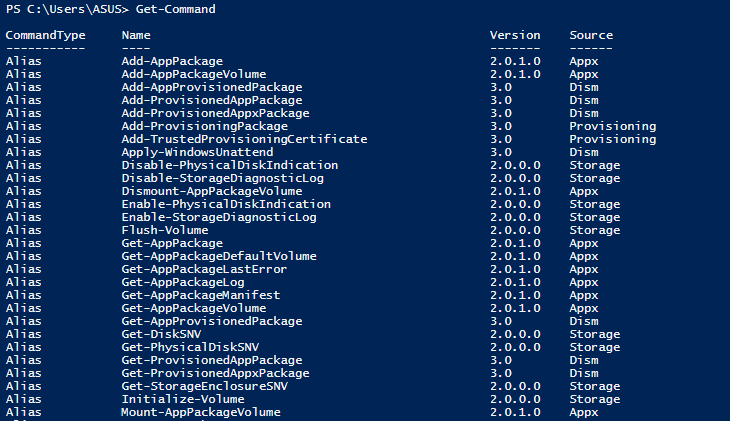 PS C:\Users\ASUS> Get-Command
CommandType Name Version Source
----------- ---- ------- ------
Alias Add-AppPackage 2.0.1.0 Appx
Alias Add-AppPackageVolume 2.0.1.0 Appx
Alias Add-AppProvisionedPackage 3.0 Dism
Alias Add-ProvisionedAppPackage 3.0 Dism
Alias Add-ProvisionedAppxPackage 3.0 Dism
Alias Add-ProvisioningPackage 3.0 Provisioning
Alias Add-TrustedProvisioningCertificate 3.0 Provisioning
Alias Apply-WindowsUnattend 3.0 Dism
Alias Disable-PhysicalDiskIndication 2.0.0.0 Storage
Alias Disable-StorageDiagnosticLog 2.0.0.0 Storage
Alias Dismount-AppPackageVolume 2.0.1.0 Appx
Alias Enable-PhysicalDiskIndication 2.0.0.0 Storage
Alias Enable-StorageDiagnosticLog 2.0.0.0 Storage
Alias Flush-Volume 2.0.0.0 Storage
Alias Get-AppPackage 2.0.1.0 Appx
Alias Get-AppPackageDefaultVolume 2.0.1.0 Appx
Alias Get-AppPackageLastError 2.0.1.0 Appx
Alias Get-AppPackageLog 2.0.1.0 Appx
Alias Get-AppPackageManifest 2.0.1.0 Appx
Alias Get-AppPackageVolume 2.0.1.0 Appx
Alias Get-AppProvisionedPackage 3.0 Dism
Alias Get-DiskSNV 2.0.0.0 Storage
Alias Get-PhysicalDiskSNV 2.0.0.0 Storage
Alias Get-ProvisionedAppPackage 3.0 Dism
Alias Get-ProvisionedAppxPackage 3.0 Dism
Alias Get-StorageEnclosureSNV 2.0.0.0 Storage
Alias Initialize-Volume 2.0.0.0 Storage
Alias Mount-AppPackageVolume 2.0.1.0 Appx